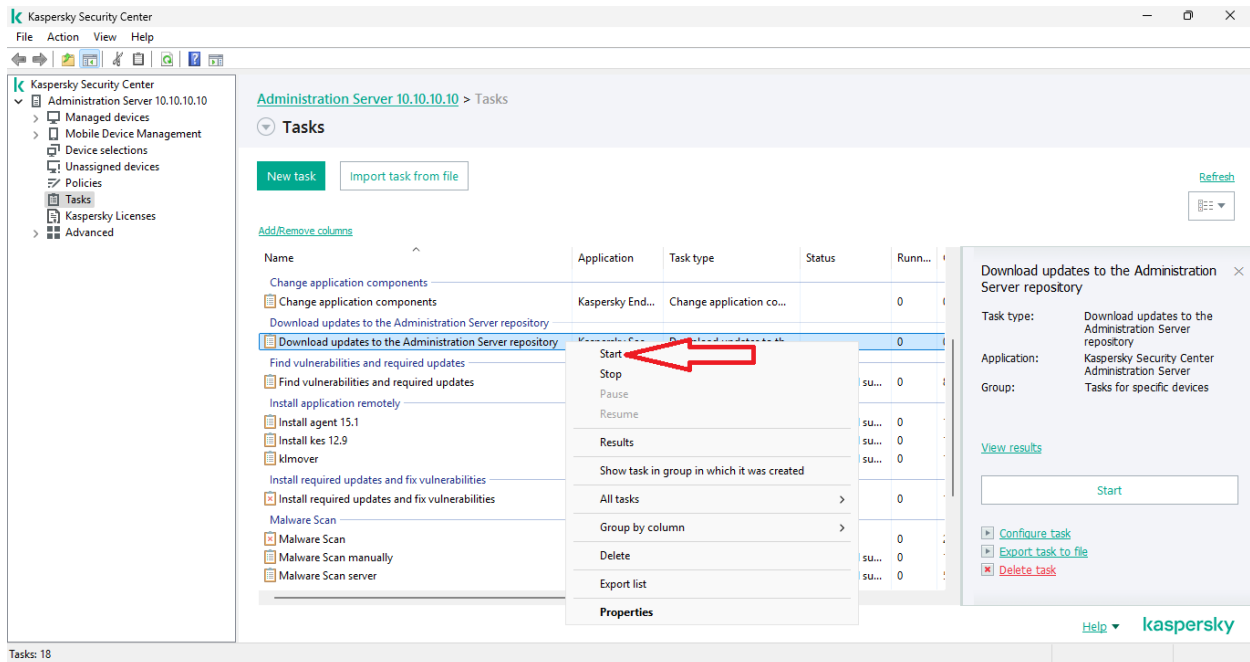 Kaspersky Security Center
File Action View Help
Kaspersky Security Center
Administration Server 10.10.10.10
Managed devices
Mobile Device Management
Device selections
Unassigned devices
Policies
Tasks
Kaspersky Licenses
Advanced
Administration Server 10.10.10.10 > Tasks
Tasks
New task Import task from file
Refresh
Add/Remove columns
Name Application Task type Status Runn...
Change application components
Change application components Kaspersky End... Change application co... 0
Download updates to the Administration Server repository
Download updates to the Administration Server repository 0
Find vulnerabilities and required updates
Find vulnerabilities and required updates su... 0
Install application remotely
Install agent 15.1 su... 0
Install kes 12.9 su... 0
klmover su... 0
Install required updates and fix vulnerabilities
Install required updates and fix vulnerabilities 0
Malware Scan
Malware Scan 0
Malware Scan manually su... 0
Malware Scan server su... 0
Start
Stop
Pause
Resume
Results
Show task in group in which it was created
All tasks
Group by column
Delete
Export list
Properties
Download updates to the Administration
Server repository
Task type: Download updates to the
Administration Server
repository
Application: Kaspersky Security Center
Administration Server
Group: Tasks for specific devices
View results
Start
Configure task
Export task to file
Delete task
Help kaspersky
Tasks: 18